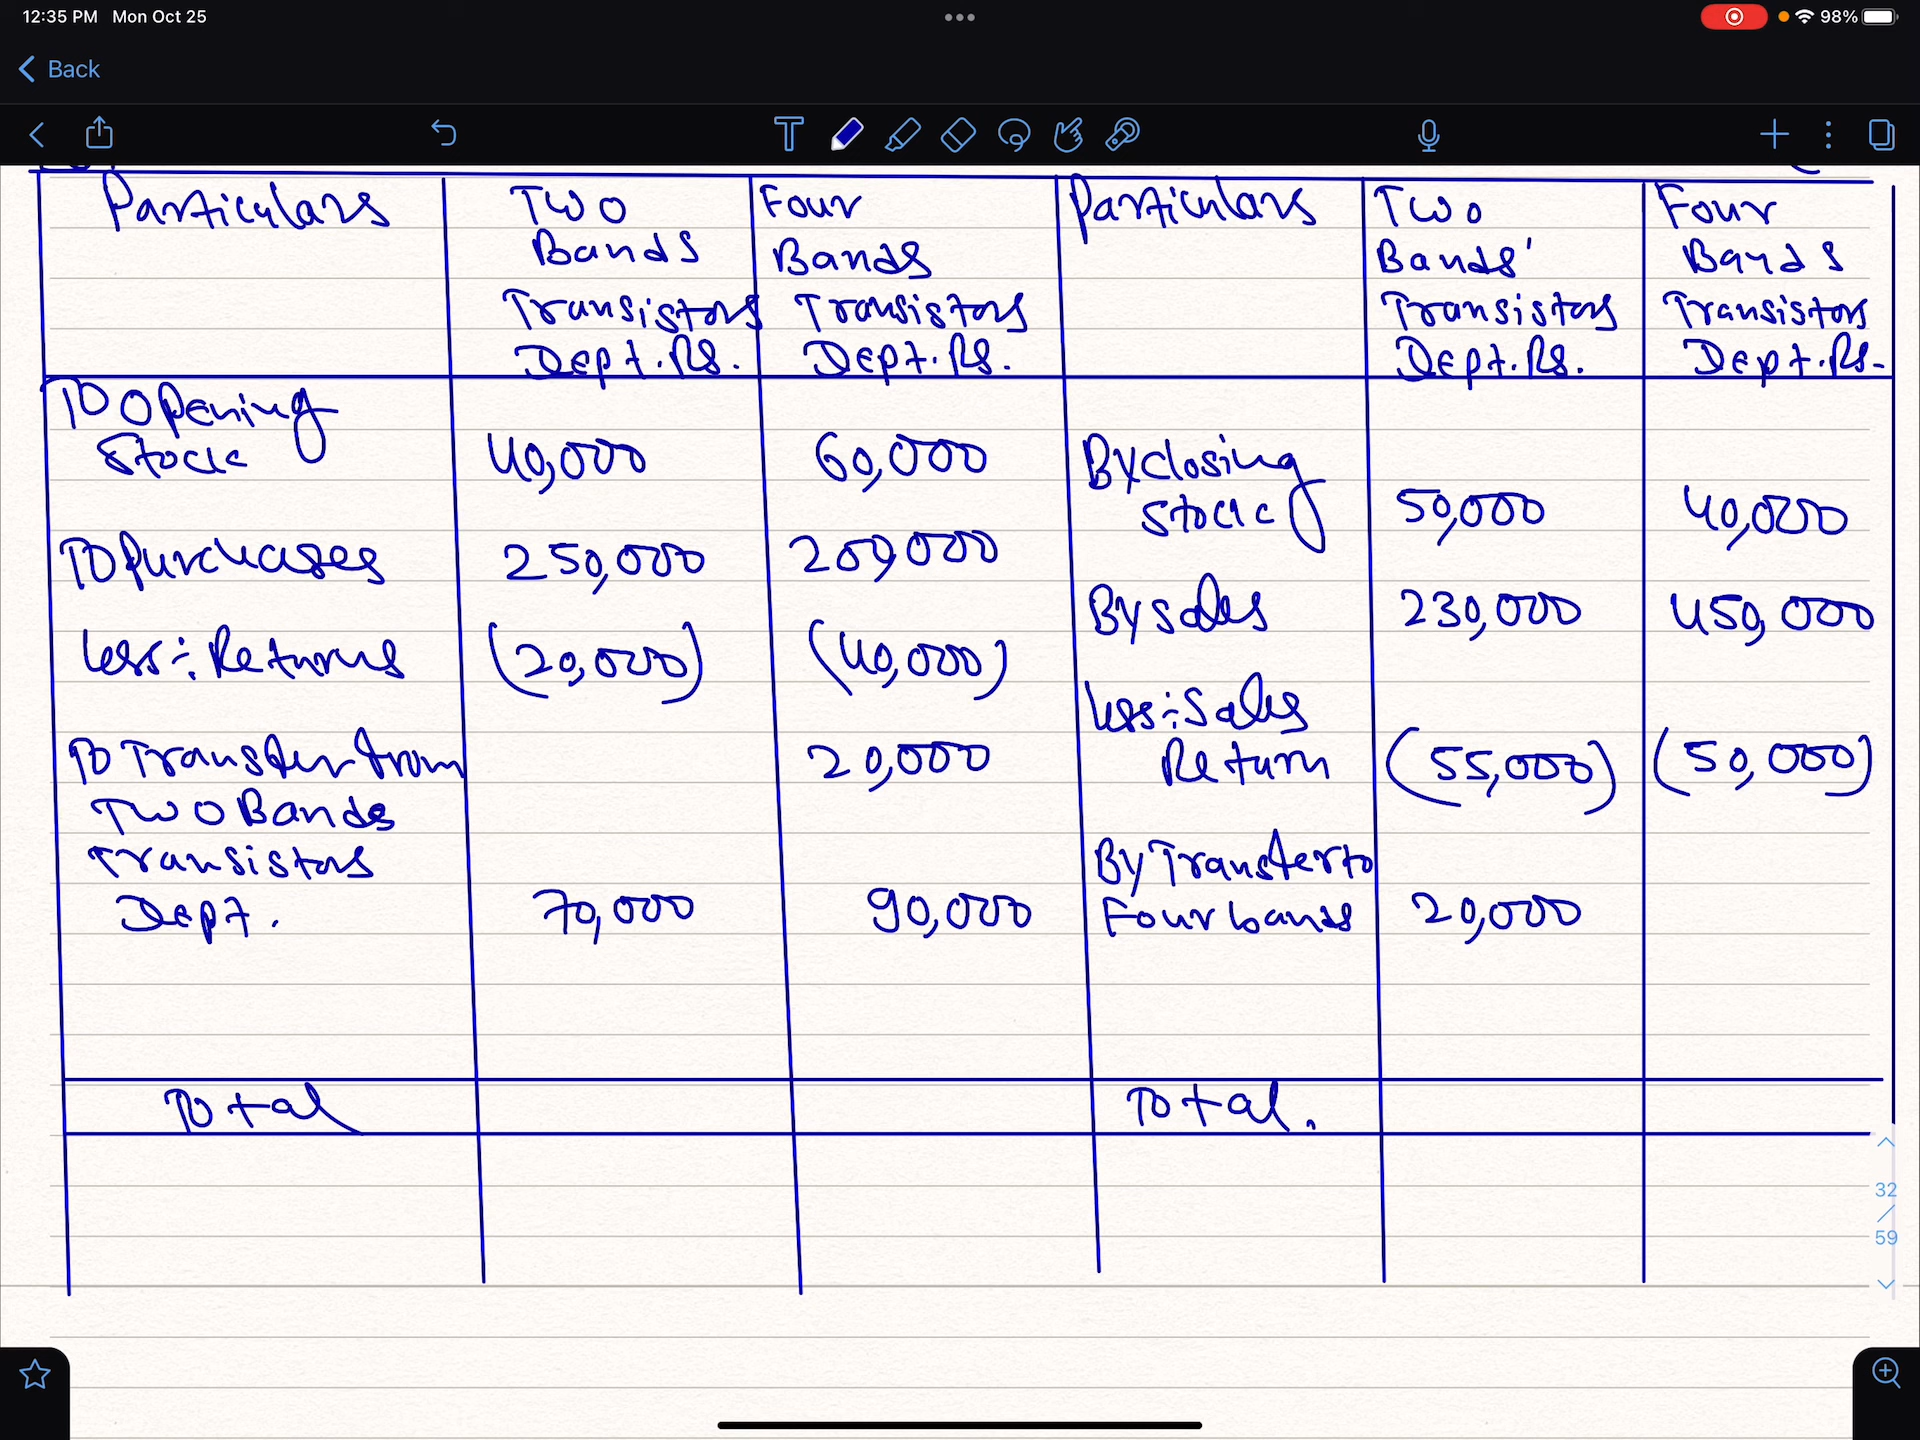 12:35 PM Mon Oct 25
98%
Back
Particulars Two Four Particulars Two Four
Bands Bands Bands' Bands
Transistors Transistors Transistors Transistors
Dept. Rs. Dept. Rs. Dept. Rs. Dept. Rs.
To Opening
Stock 40,000 60,000 By closing
Stock 50,000 40,000
To Purchases 250,000 200,000
By sales 230,000 450,000
less:- Returns (20,000) (40,000)
less:- Sales
To Transfer from 20,000 Return (55,000) (50,000)
Two Bands
Transistors By Transfer to
Dept. 70,000 90,000 Four bands 20,000
Total Total.
32
/
59